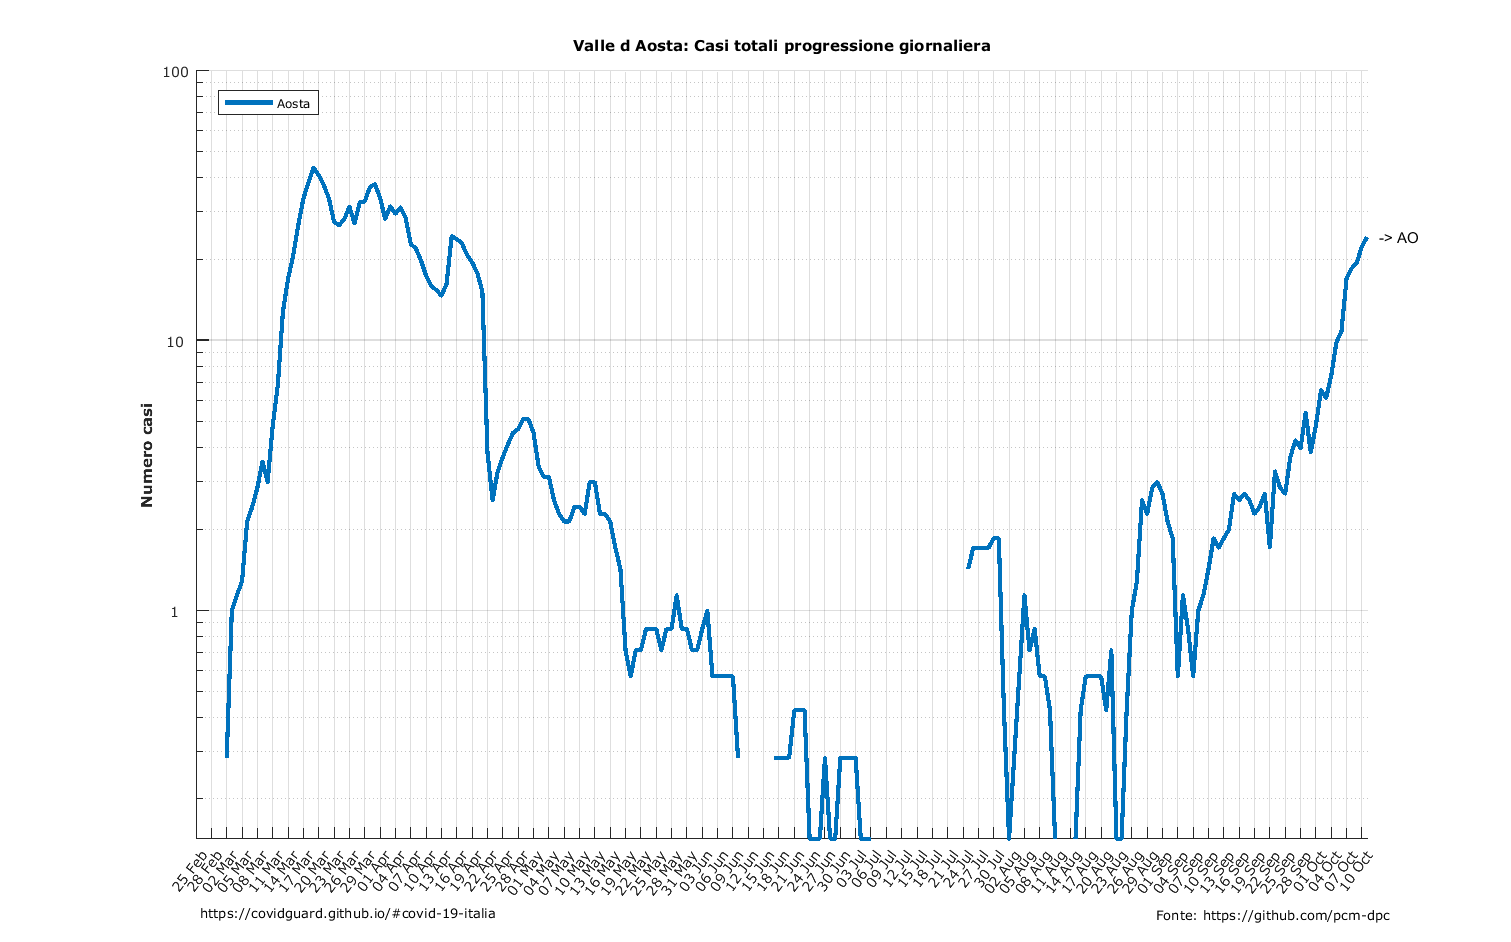 Valle d Aosta: Casi totali progressione giornaliera
100
10
1
Numero casi
Aosta
-> AO
25 Feb
28 Feb
02 Mar
05 Mar
08 Mar
11 Mar
14 Mar
17 Mar
20 Mar
23 Mar
26 Mar
29 Mar
01 Apr
04 Apr
07 Apr
10 Apr
13 Apr
16 Apr
19 Apr
22 Apr
25 Apr
28 Apr
01 May
04 May
07 May
10 May
13 May
16 May
19 May
22 May
25 May
28 May
31 May
03 Jun
06 Jun
09 Jun
12 Jun
15 Jun
18 Jun
21 Jun
24 Jun
27 Jun
30 Jun
03 Jul
06 Jul
09 Jul
12 Jul
15 Jul
18 Jul
21 Jul
24 Jul
27 Jul
30 Jul
02 Aug
05 Aug
08 Aug
11 Aug
14 Aug
17 Aug
20 Aug
23 Aug
26 Aug
29 Aug
01 Sep
04 Sep
07 Sep
10 Sep
13 Sep
16 Sep
19 Sep
22 Sep
25 Sep
28 Sep
01 Oct
04 Oct
07 Oct
10 Oct
https://covidguard.github.io/#covid-19-italia
Fonte: https://github.com/pcm-dpc